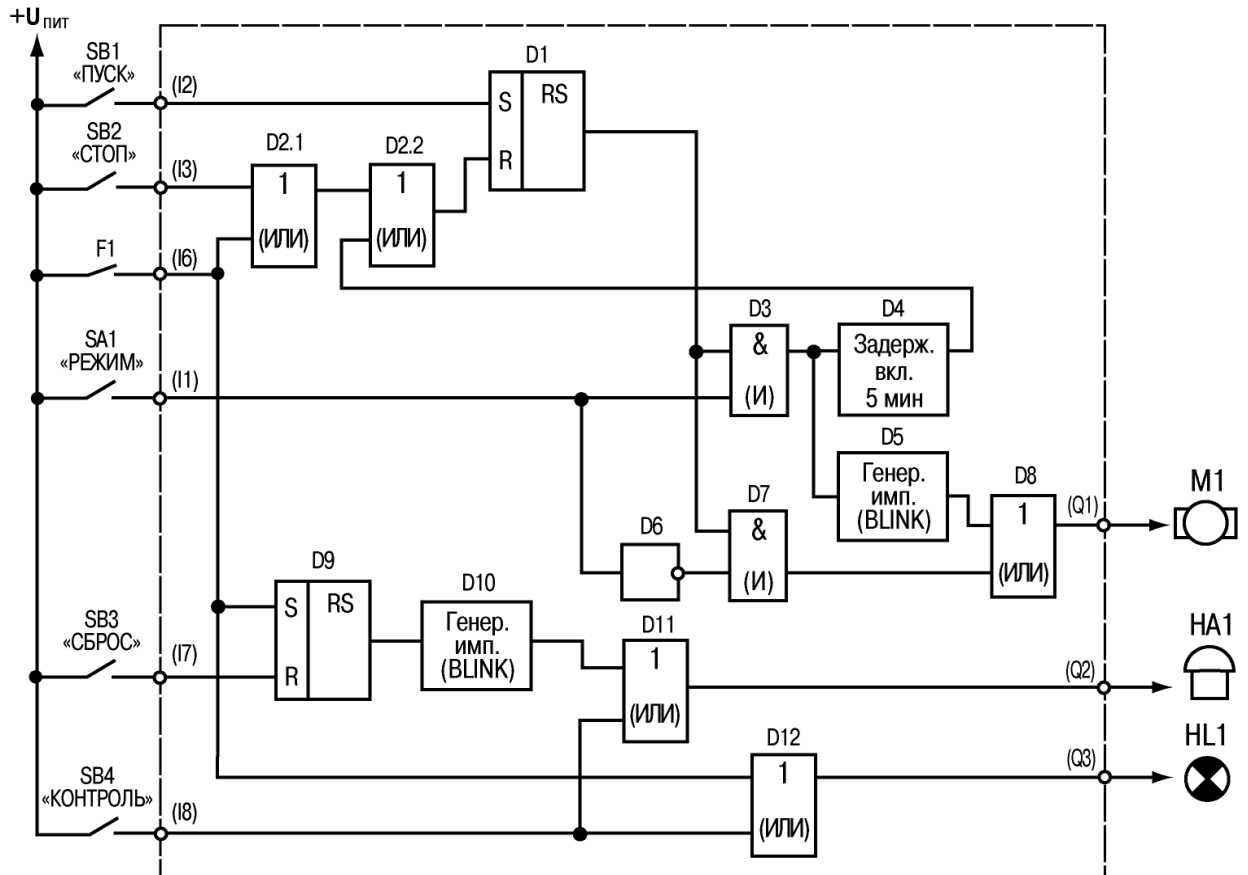 +Uпит
SB1
«ПУСК»
(I2)
D1
S
RS
R
SB2
«СТОП»
(I3)
D2.1
1
(ИЛИ)
D2.2
1
(ИЛИ)
F1
(I6)
SA1
«РЕЖИМ»
(I1)
D3
&
(И)
D4
Задерж.
вкл.
5 мин
D5
Генер.
имп.
(BLINK)
D6
D7
&
(И)
D8
1
(ИЛИ)
(Q1)
M1
SB3
«СБРОС»
(I7)
D9
S
RS
R
D10
Генер.
имп.
(BLINK)
D11
1
(ИЛИ)
(Q2)
HA1
SB4
«КОНТРОЛЬ»
(I8)
D12
1
(ИЛИ)
(Q3)
HL1